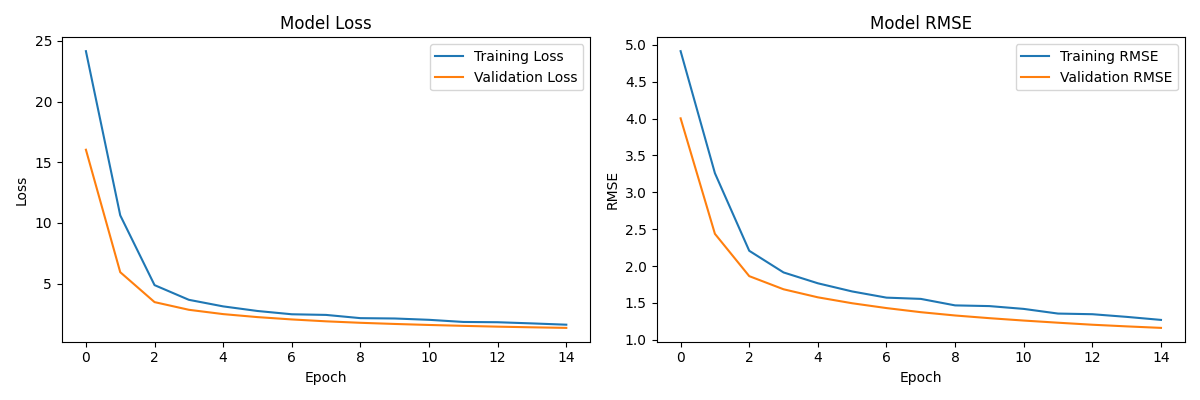 Model Loss
25
20
15
10
5
Loss
0 2 4 6 8 10 12 14
Epoch
Training Loss
Validation Loss
Model RMSE
5.0
4.5
4.0
3.5
3.0
2.5
2.0
1.5
1.0
RMSE
0 2 4 6 8 10 12 14
Epoch
Training RMSE
Validation RMSE